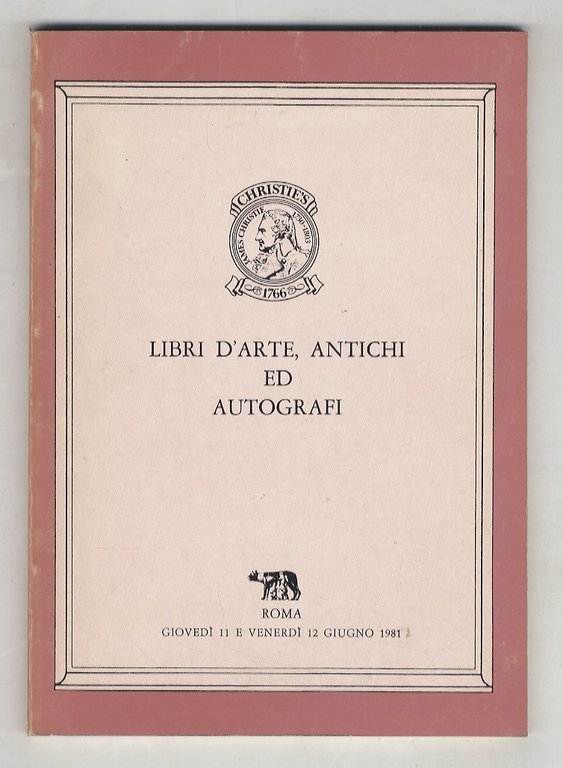 CHRISTIE'S
JAMES CHRISTIE 1730-1803
1766
LIBRI D'ARTE, ANTICHI
ED
AUTOGRAFI
ROMA
GIOVEDÌ 11 E VENERDÌ 12 GIUGNO 1981